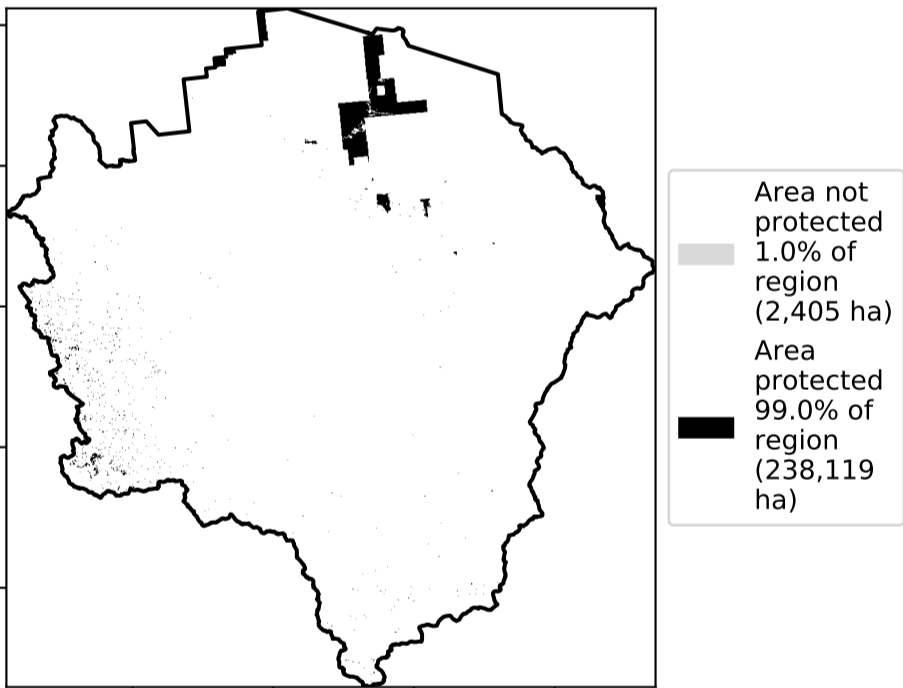 Area not
protected
1.0% of
region
(2,405 ha)
Area
protected
99.0% of
region
(238,119
ha)